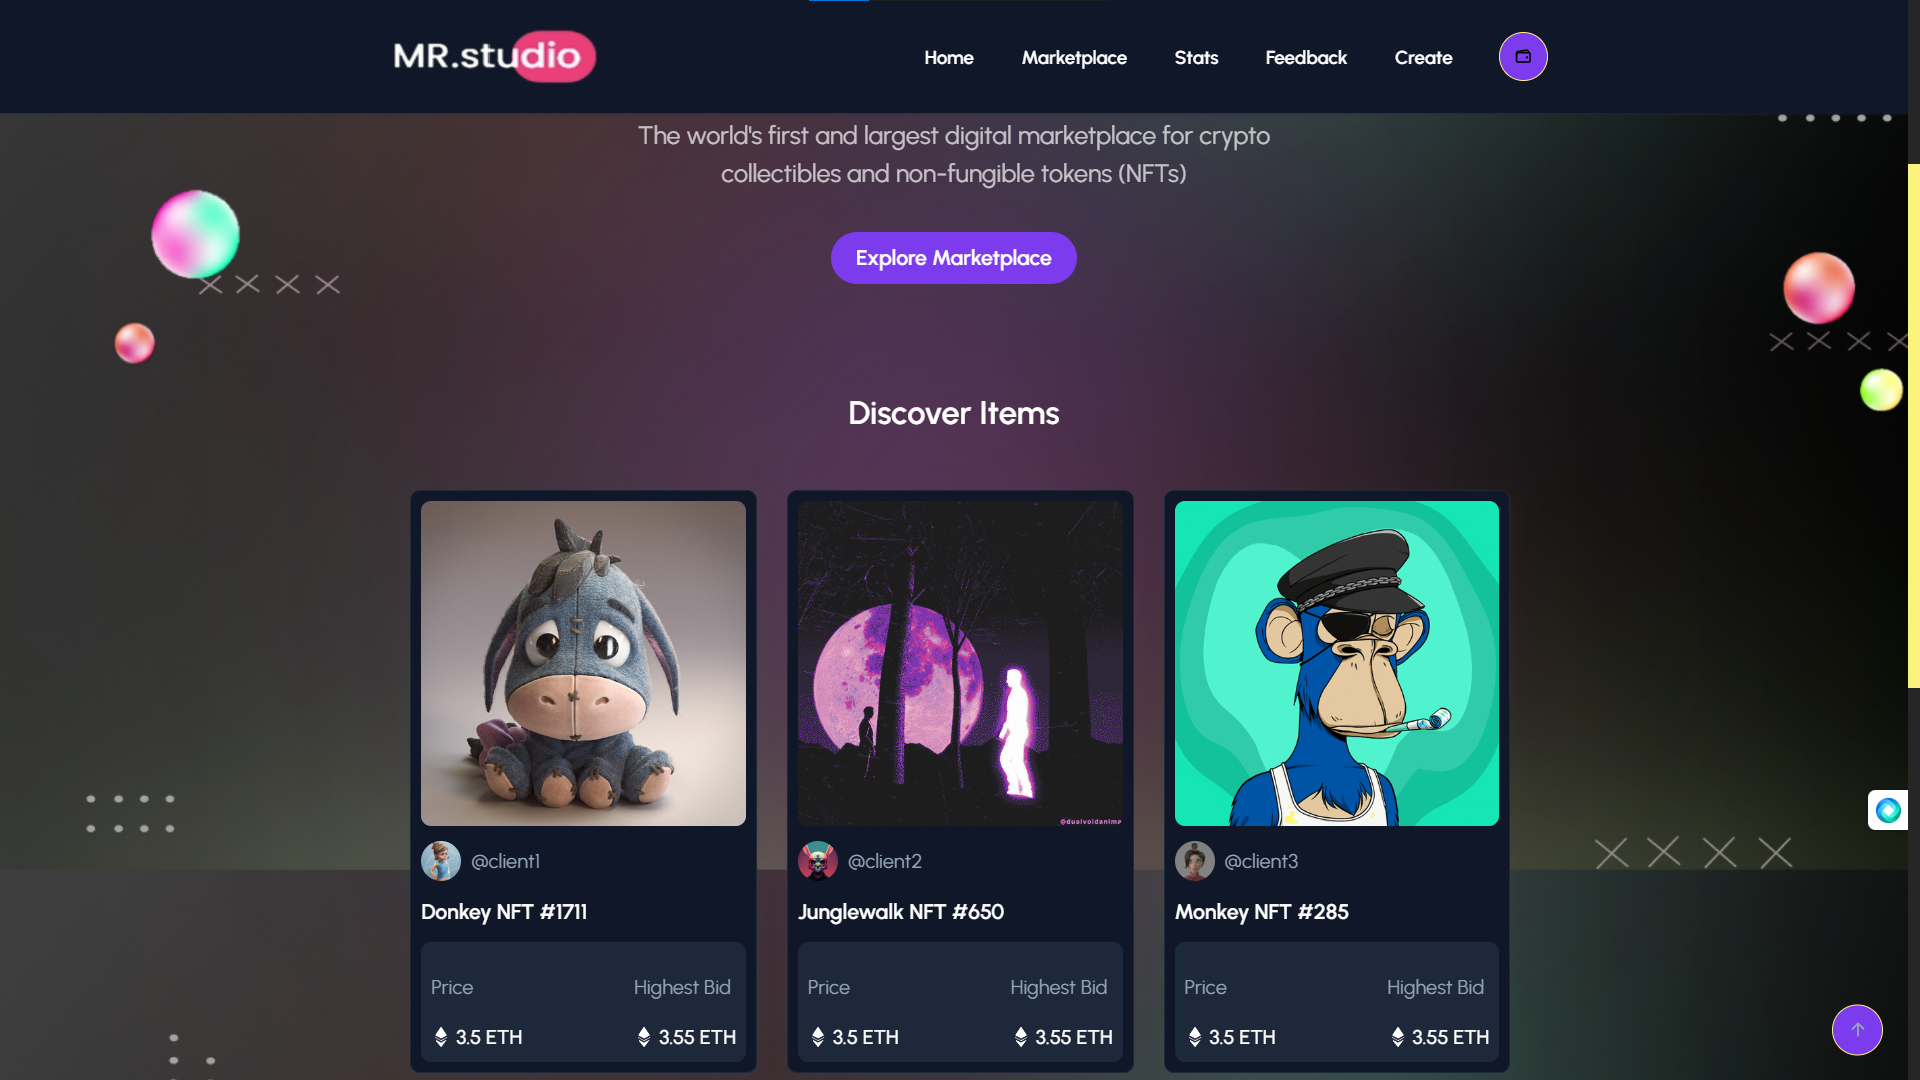 MR.studio
Home Marketplace Stats Feedback Create
The world's first and largest digital marketplace for crypto
collectibles and non-fungible tokens (NFTs)
Explore Marketplace
Discover Items
@dualvoidanima
@client1
Donkey NFT #1711
Price Highest Bid
3.5 ETH 3.55 ETH
@client2
Junglewalk NFT #650
Price Highest Bid
3.5 ETH 3.55 ETH
@client3
Monkey NFT #285
Price Highest Bid
3.5 ETH 3.55 ETH